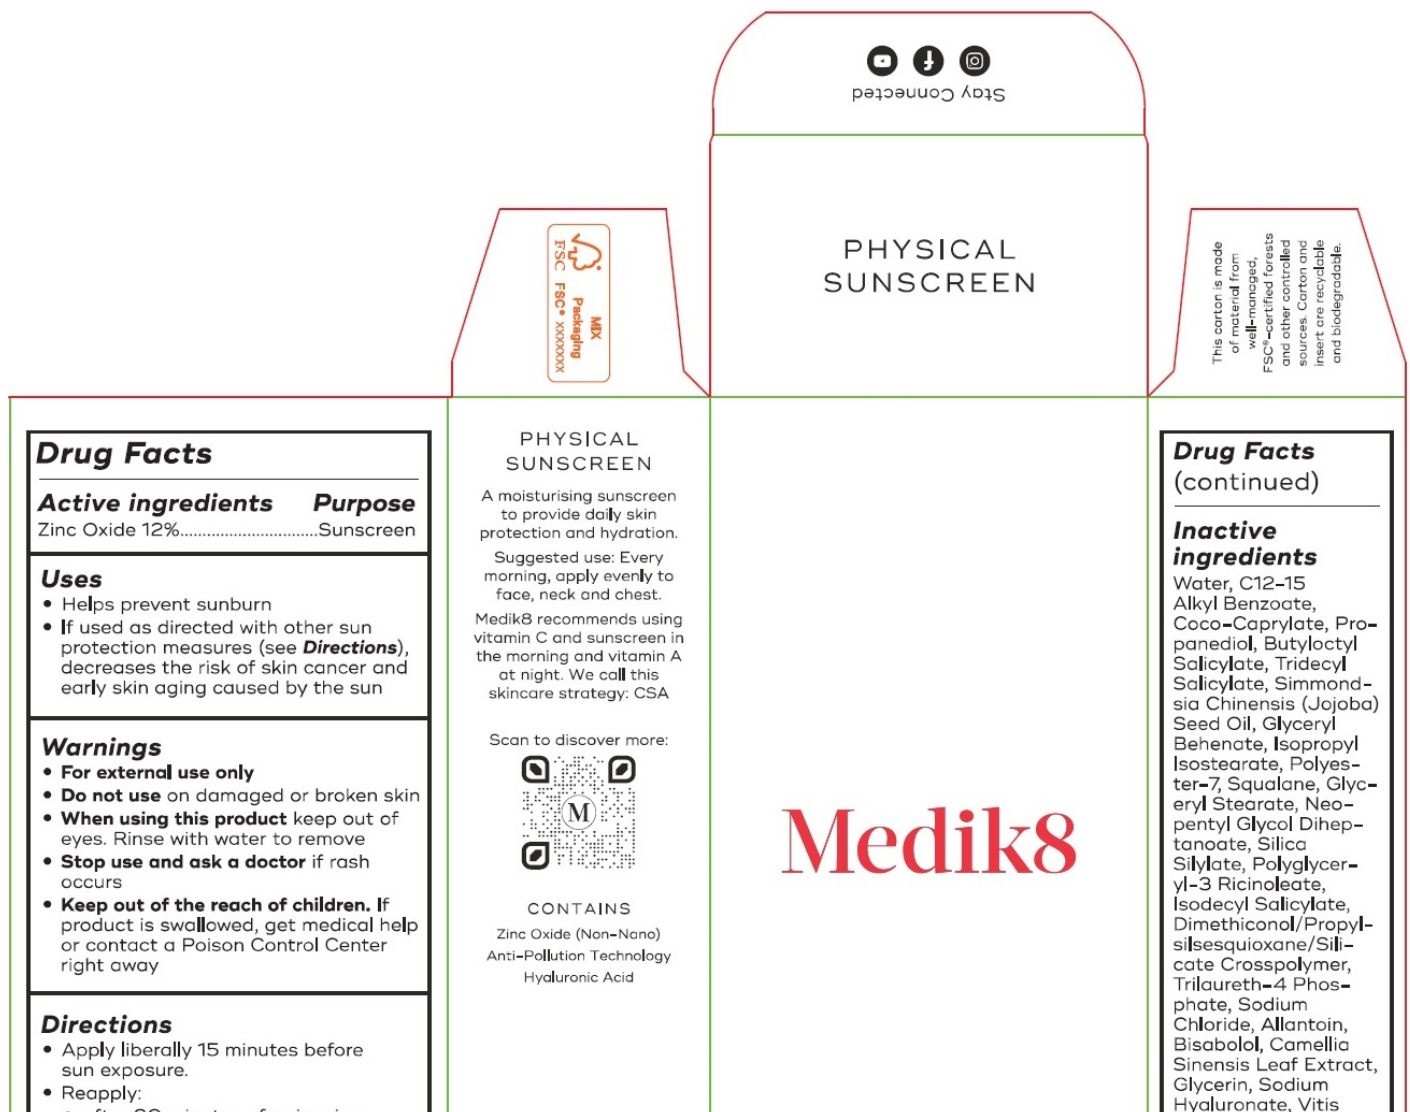 Stay Connected
PHYSICAL
SUNSCREEN
FSC
MIX
Packaging
FSC® XXXXXXX
This carton is made
of material from
well-managed,
FSC®-certified forests
and other controlled
sources. Carton and
insert are recyclable
and biodegradable.
Drug Facts
Active ingredients Purpose
Zinc Oxide 12%................................Sunscreen
Uses
• Helps prevent sunburn
• If used as directed with other sun
protection measures (see Directions),
decreases the risk of skin cancer and
early skin aging caused by the sun
Warnings
• For external use only
• Do not use on damaged or broken skin
• When using this product keep out of
eyes. Rinse with water to remove
• Stop use and ask a doctor if rash
occurs
• Keep out of the reach of children. If
product is swallowed, get medical help
or contact a Poison Control Center
right away
Directions
• Apply liberally 15 minutes before
sun exposure.
• Reapply:
PHYSICAL
SUNSCREEN
A moisturising sunscreen
to provide daily skin
protection and hydration.
Suggested use: Every
morning, apply evenly to
face, neck and chest.
Medik8 recommends using
vitamin C and sunscreen in
the morning and vitamin A
at night. We call this
skincare strategy: CSA
Scan to discover more:
M
CONTAINS
Zinc Oxide (Non-Nano)
Anti-Pollution Technology
Hyaluronic Acid
Medik8
Drug Facts
(continued)
Inactive
ingredients
Water, C12-15
Alkyl Benzoate,
Coco-Caprylate, Pro-
panediol, Butyloctyl
Salicylate, Tridecyl
Salicylate, Simmond-
sia Chinensis (Jojoba)
Seed Oil, Glyceryl
Behenate, Isopropyl
Isostearate, Polyes-
ter-7, Squalane, Glyc-
eryl Stearate, Neo-
pentyl Glycol Dihep-
tanoate, Silica
Silylate, Polyglycer-
yl-3 Ricinoleate,
Isodecyl Salicylate,
Dimethiconol/Propyl-
silsesquioxane/Sili-
cate Crosspolymer,
Trilaureth-4 Phos-
phate, Sodium
Chloride, Allantoin,
Bisabolol, Camellia
Sinensis Leaf Extract,
Glycerin, Sodium
Hyaluronate, Vitis